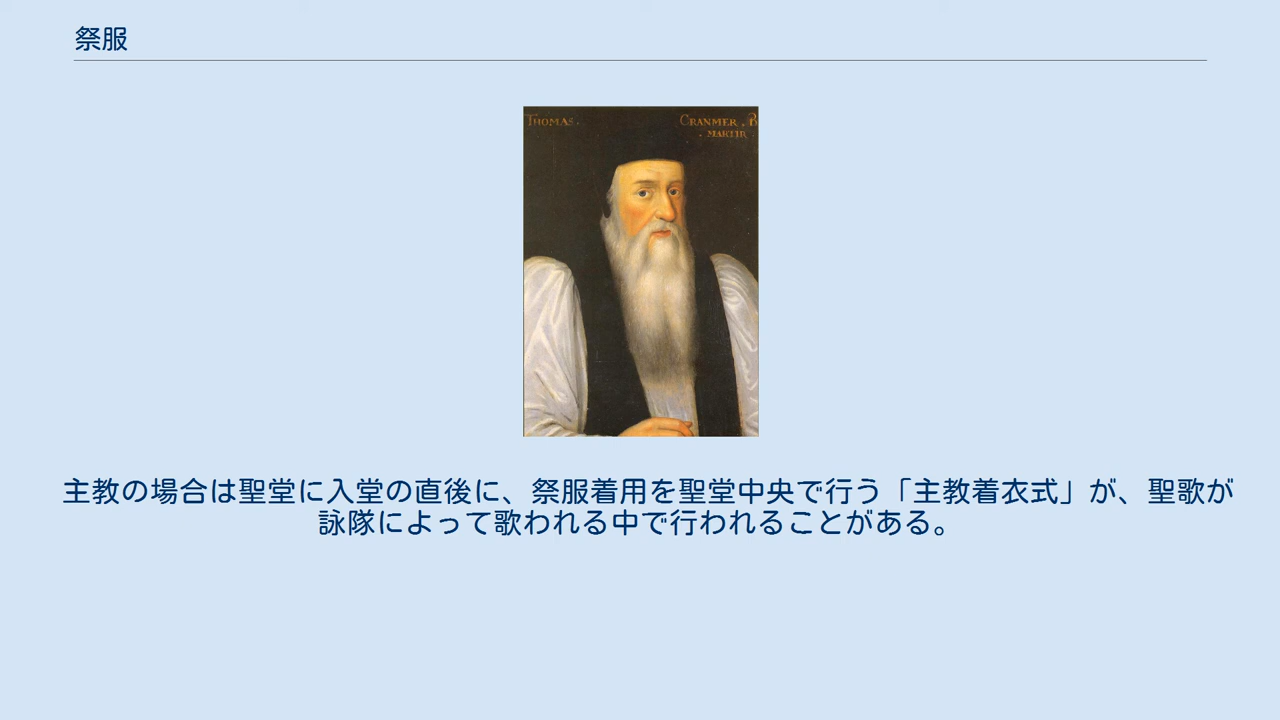 祭服
THOMAS.
CRANMER. B
. MARTIR .
主教の場合は聖堂に入堂の直後に、祭服着用を聖堂中央で行う「主教着衣式」が、聖歌が
詠隊によって歌われる中で行われることがある。